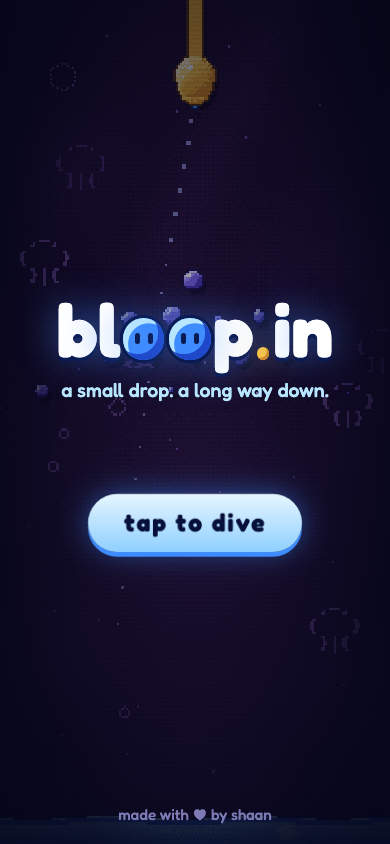 bloop.in
a small drop. a long way down.
tap to dive
made with ♥ by shaan